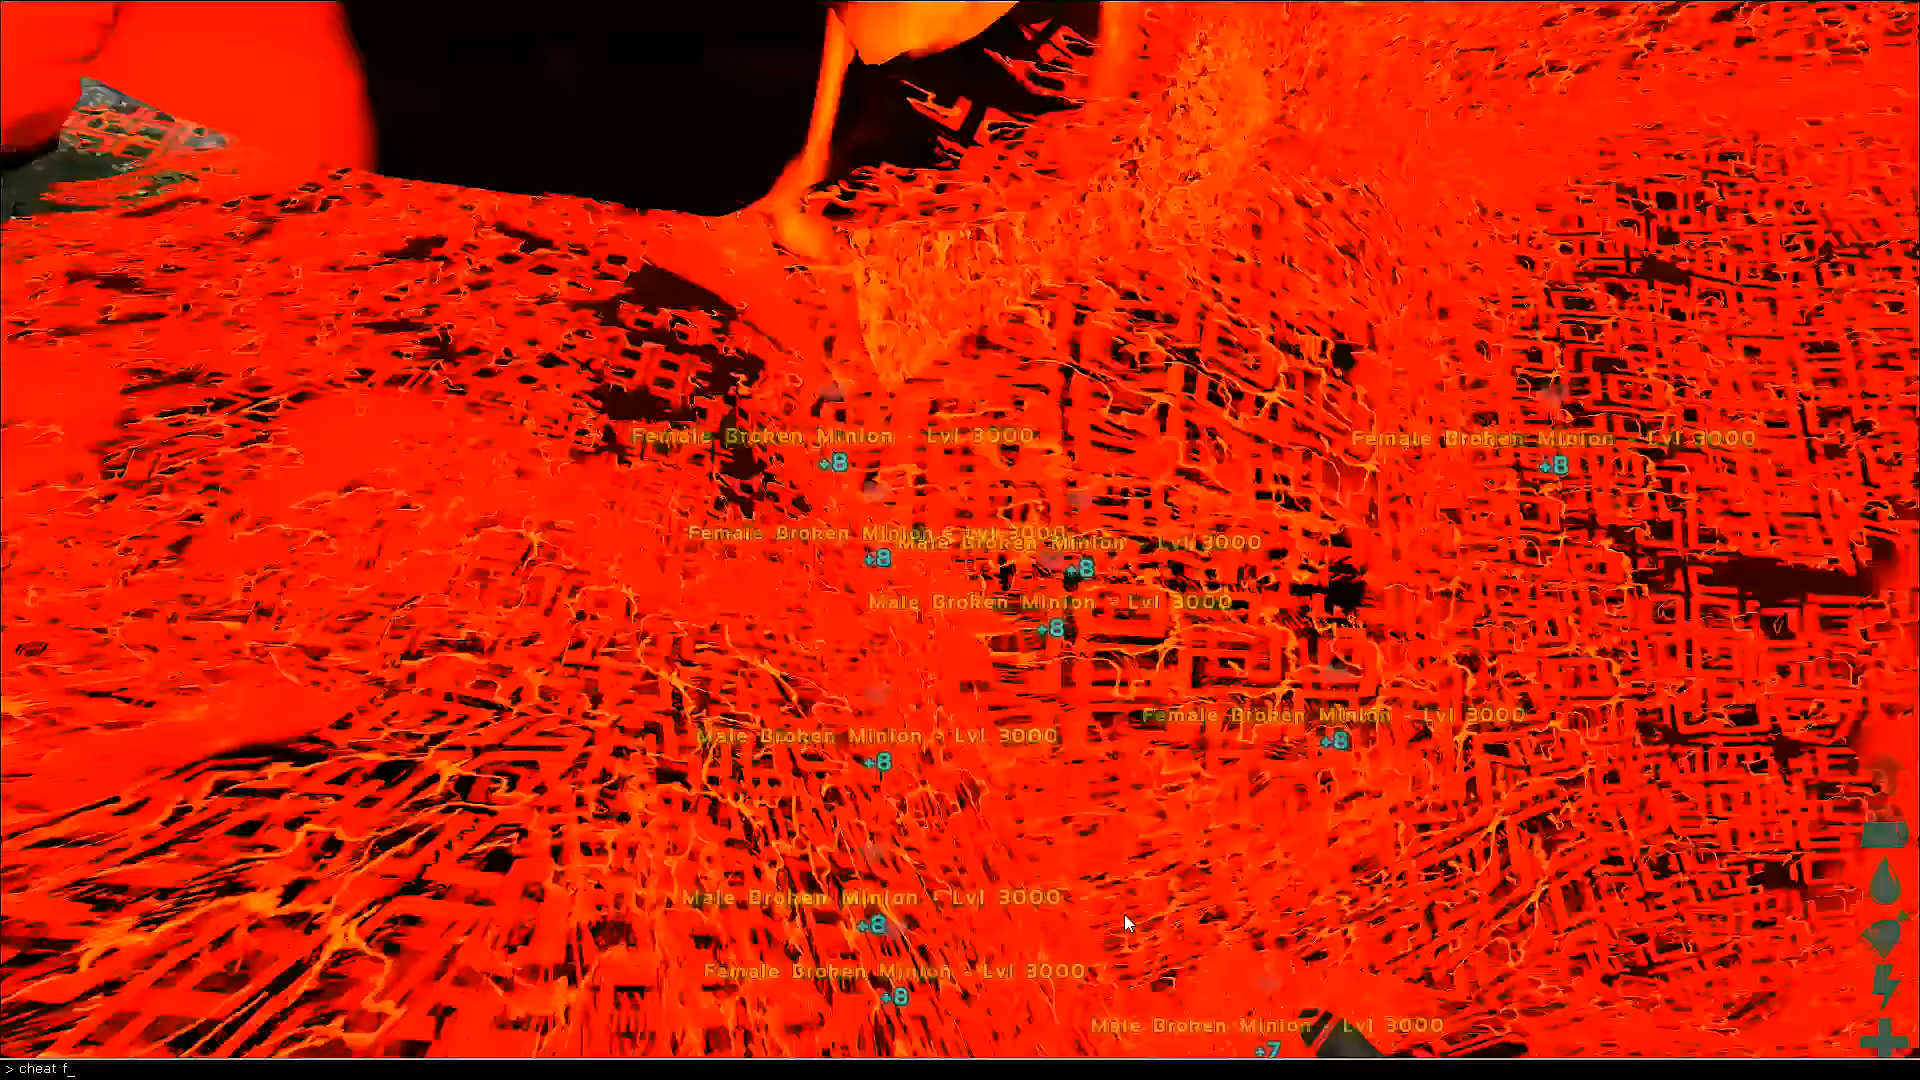 Female Broken Minion - Lvl 3000
+8
Female Broken Minion - Lvl 3000
+8
Female Broken Minion - Lvl 3000
+8
Male Broken Minion - Lvl 3000
+8
Male Broken Minion - Lvl 3000
+8
Female Broken Minion - Lvl 3000
+8
Male Broken Minion - Lvl 3000
+8
Male Broken Minion - Lvl 3000
+8
Female Broken Minion - Lvl 3000
+8
Male Broken Minion - Lvl 3000
+7
> cheat f_